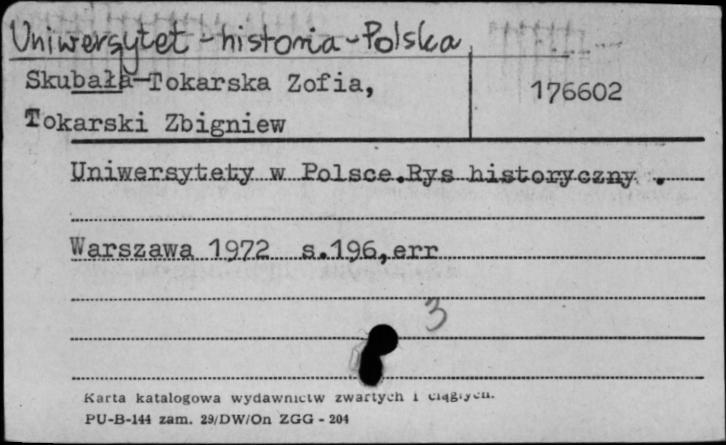 Uniwersytet - historia - Polska
Skubała-Tokarska Zofia,
176602
Tokarski Zbigniew
Uniwersytety w Polsce.Rys historyczny .
Warszawa 1972 s.196,err
3
Karta katalogowa wydawnictw zwartych i ciągłych.
PU-B-144 zam. 29/DW/On ZGG - 204